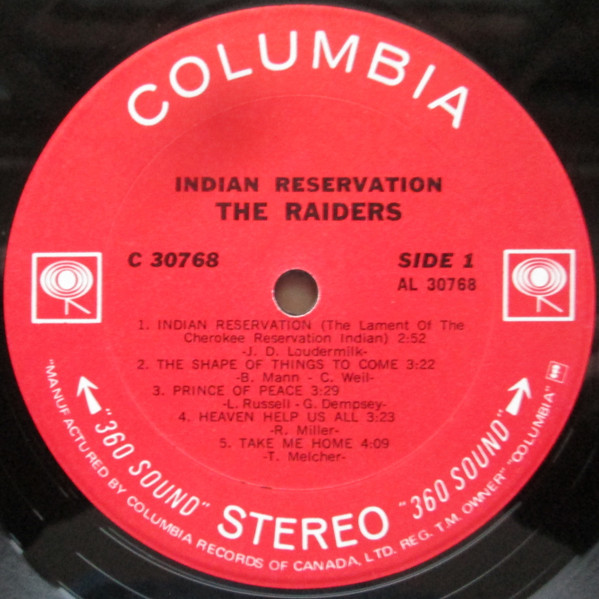 COLUMBIA
INDIAN RESERVATION
THE RAIDERS
C 30768
SIDE 1
AL 30768
1. INDIAN RESERVATION (The Lament Of The
Cherokee Reservation Indian) 2:52
-J. D. Loudermilk-
2. THE SHAPE OF THINGS TO COME 3:22
-B. Mann - C. Weil-
3. PRINCE OF PEACE 3:29
-L. Russell - G. Dempsey-
4. HEAVEN HELP US ALL 3:23
-R. Miller-
5. TAKE ME HOME 4:09
-T. Melcher-
"360 SOUND" STEREO "360 SOUND"
"MANUFACTURED BY COLUMBIA RECORDS OF CANADA, LTD. REG. T.M. OWNER" "COLUMBIA"